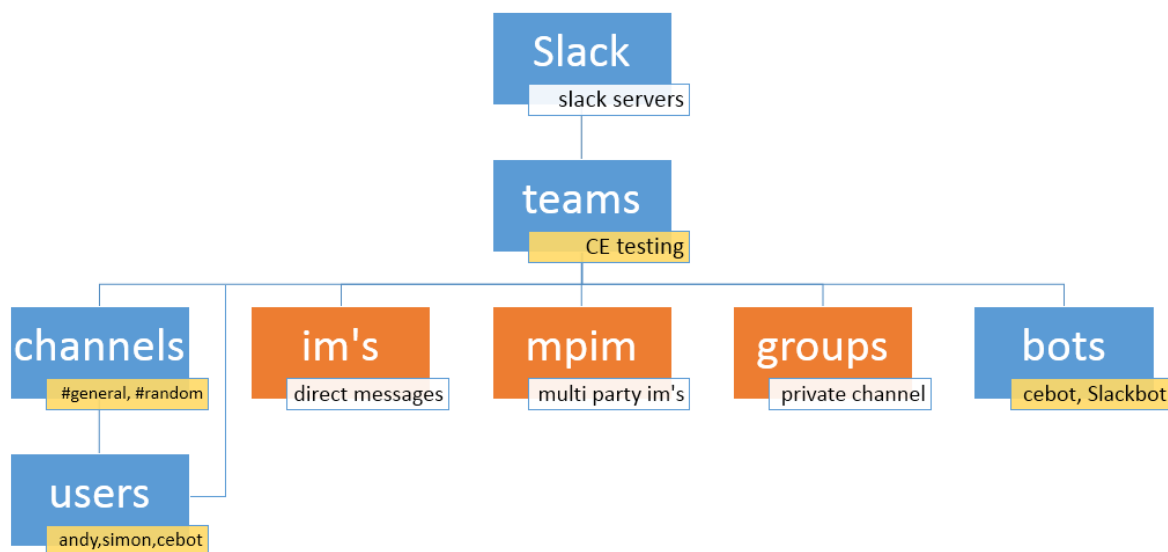 Slack
slack servers
teams
CE testing
channels
#general, #random
im's
direct messages
mpim
multi party im's
groups
private channel
bots
cebot, Slackbot
users
andy,simon,cebot